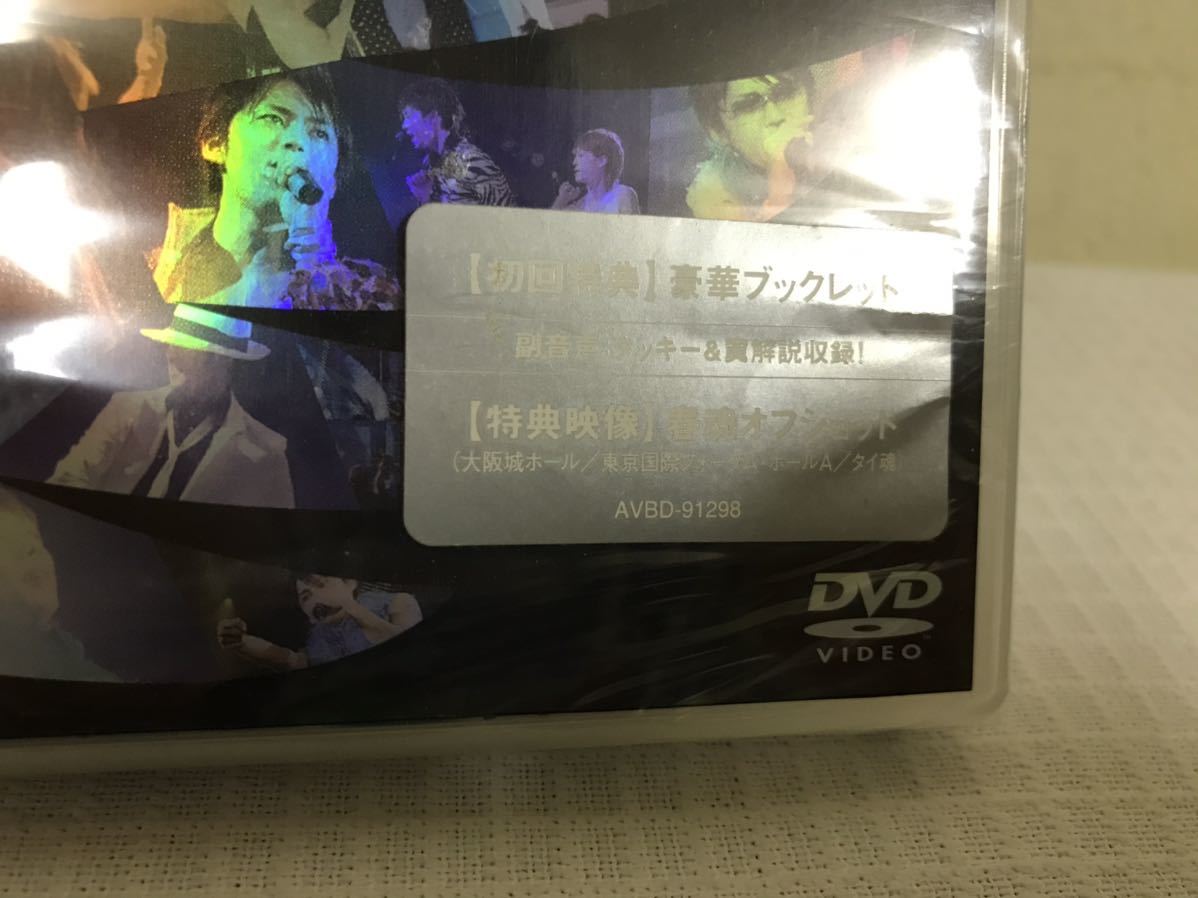 【初回特典】豪華ブックレット
副音声 タッキー&翼解説収録!
【特典映像】春魂オフショット
(大阪城ホール/東京国際フォーラム・ホールA/タイ魂)
AVBD-91298
DVD
VIDEO